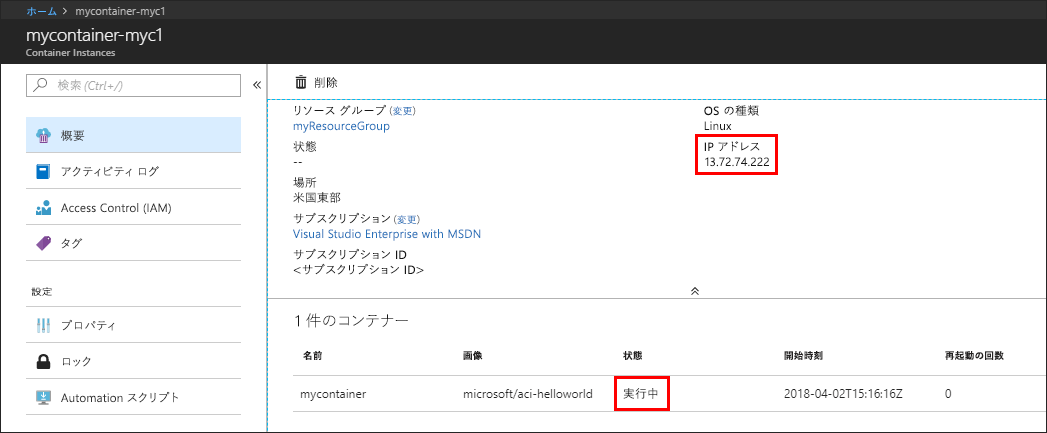 ホーム > mycontainer-myc1
mycontainer-myc1
Container Instances
検索 (Ctrl+/)
概要
アクティビティ ログ
Access Control (IAM)
タグ
設定
プロパティ
ロック
Automation スクリプト
削除
リソース グループ (変更)
myResourceGroup
状態
--
場所
米国東部
サブスクリプション (変更)
Visual Studio Enterprise with MSDN
サブスクリプション ID
<サブスクリプション ID>
OS の種類
Linux
IP アドレス
13.72.74.222
1 件のコンテナー
名前 画像 状態 開始時刻 再起動の回数
mycontainer microsoft/aci-helloworld 実行中 2018-04-02T15:16:16Z 0